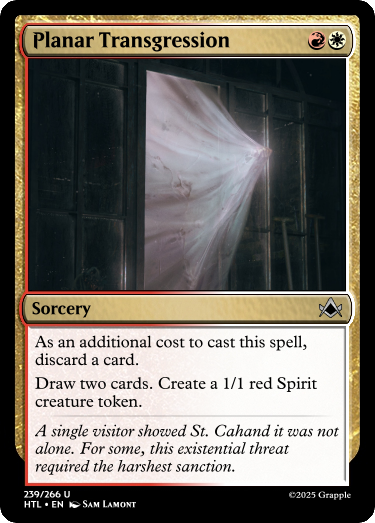 Planar Transgression
Sorcery
As an additional cost to cast this spell,
discard a card.
Draw two cards. Create a 1/1 red Spirit
creature token.
A single visitor showed St. Cahand it was not
alone. For some, this existential threat
required the harshest sanction.
239/266 U
HTL • EN Sam Lamont
©2025 Grapple